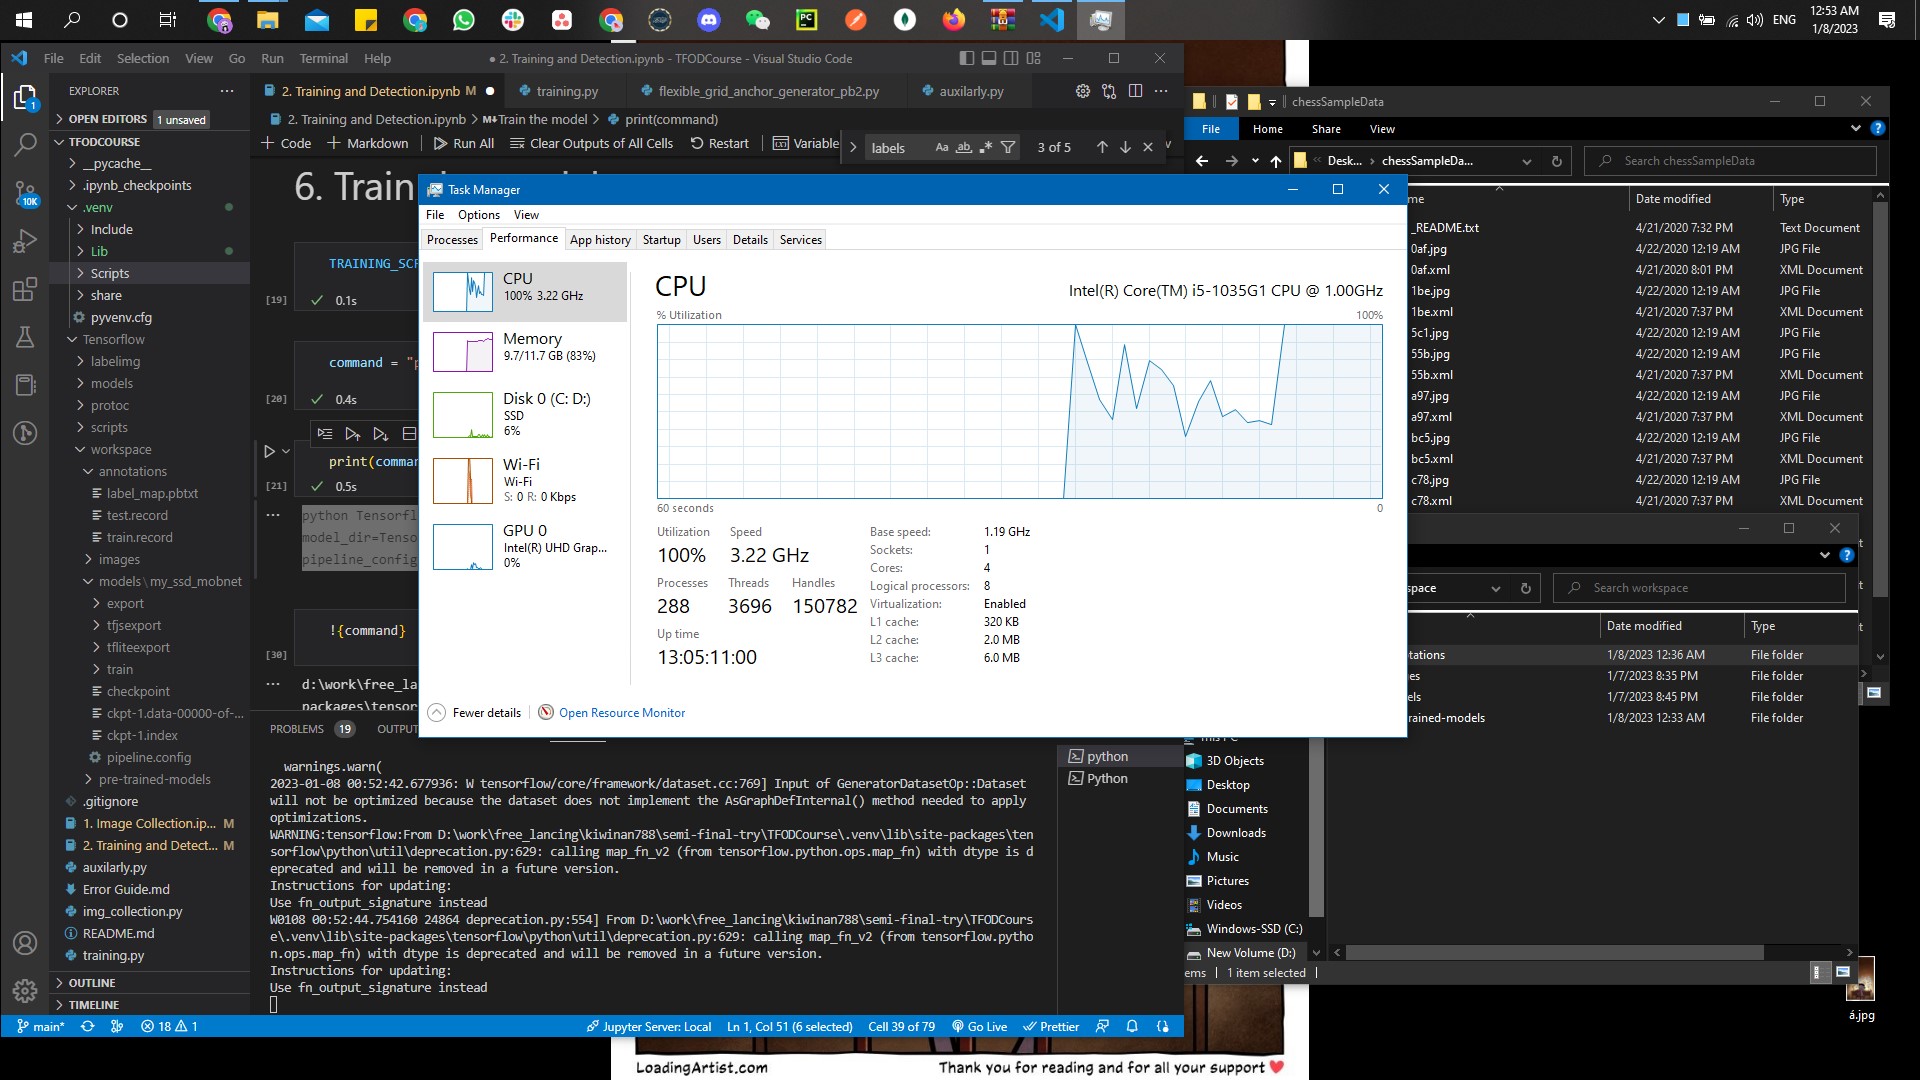 ENG
12:53 AM
1/8/2023
File Edit Selection View Go Run Terminal Help
● 2. Training and Detection.ipynb - TFODCourse - Visual Studio Code
EXPLORER
OPEN EDITORS 1 unsaved
TFODCOURSE
__pycache__
.ipynb_checkpoints
.venv
Include
Lib
Scripts
share
pyvenv.cfg
Tensorflow
labelimg
models
protoc
scripts
workspace
annotations
label_map.pbtxt
test.record
train.record
images
models\my_ssd_mobnet
export
tfjsexport
tfliteexport
train
checkpoint
ckpt-1.data-00000-of-...
ckpt-1.index
pipeline.config
pre-trained-models
.gitignore
1. Image Collection.ip... M
2. Training and Detect... M
auxilarly.py
Error Guide.md
img_collection.py
README.md
training.py
OUTLINE
TIMELINE
1
10K
2. Training and Detection.ipynb M ●
training.py
flexible_grid_anchor_generator_pb2.py
auxilarly.py
2. Training and Detection.ipynb > M↓Train the model > print(command)
+ Code + Markdown Run All Clear Outputs of All Cells Restart Variable
labels Aa ab 3 of 5
6. Train
TRAINING_SC
[19] ✓ 0.1s
command = "
[20] ✓ 0.4s
print(comma
[21] ✓ 0.5s
python Tensorfl
model_dir=Tenso
pipeline_config
!{command}
[30]
d:\work\free_la
packages\tensor
PROBLEMS 19 OUTPUT
warnings.warn(
2023-01-08 00:52:42.677936: W tensorflow/core/framework/dataset.cc:769] Input of GeneratorDatasetOp::Dataset
will not be optimized because the dataset does not implement the AsGraphDefInternal() method needed to apply
optimizations.
WARNING:tensorflow:From D:\work\free_lancing\kiwinan788\semi-final-try\TFODCourse\.venv\lib\site-packages\ten
sorflow\python\util\deprecation.py:629: calling map_fn_v2 (from tensorflow.python.ops.map_fn) with dtype is d
eprecated and will be removed in a future version.
Instructions for updating:
Use fn_output_signature instead
W0108 00:52:44.754160 24864 deprecation.py:554] From D:\work\free_lancing\kiwinan788\semi-final-try\TFODCours
e\.venv\lib\site-packages\tensorflow\python\util\deprecation.py:629: calling map_fn_v2 (from tensorflow.pytho
n.ops.map_fn) with dtype is deprecated and will be removed in a future version.
Instructions for updating:
Use fn_output_signature instead
python
Python
main* 18 1
Jupyter Server: Local Ln 1, Col 51 (6 selected) Cell 39 of 79 Go Live Prettier
Task Manager
File Options View
Processes Performance App history Startup Users Details Services
CPU
100% 3.22 GHz
Memory
9.7/11.7 GB (83%)
Disk 0 (C: D:)
SSD
6%
Wi-Fi
Wi-Fi
S: 0 R: 0 Kbps
GPU 0
Intel(R) UHD Grap...
0%
CPU
Intel(R) Core(TM) i5-1035G1 CPU @ 1.00GHz
% Utilization 100%
60 seconds 0
Utilization Speed
100% 3.22 GHz
Processes Threads Handles
288 3696 150782
Up time
13:05:11:00
Base speed: 1.19 GHz
Sockets: 1
Cores: 4
Logical processors: 8
Virtualization: Enabled
L1 cache: 320 KB
L2 cache: 2.0 MB
L3 cache: 6.0 MB
Fewer details Open Resource Monitor
chessSampleData
File Home Share View
Desk... > chessSampleDa... Search chessSampleData
me Date modified Type
_README.txt 4/21/2020 7:32 PM Text Document
0af.jpg 4/22/2020 12:19 AM JPG File
0af.xml 4/21/2020 8:01 PM XML Document
1be.jpg 4/22/2020 12:19 AM JPG File
1be.xml 4/21/2020 7:37 PM XML Document
5c1.jpg 4/22/2020 12:19 AM JPG File
55b.jpg 4/22/2020 12:19 AM JPG File
55b.xml 4/21/2020 7:37 PM XML Document
a97.jpg 4/22/2020 12:19 AM JPG File
a97.xml 4/21/2020 7:37 PM XML Document
bc5.jpg 4/22/2020 12:19 AM JPG File
bc5.xml 4/21/2020 7:37 PM XML Document
c78.jpg 4/22/2020 12:19 AM JPG File
c78.xml 4/21/2020 7:37 PM XML Document
space Search workspace
Date modified Type
tations 1/8/2023 12:36 AM File folder
es 1/7/2023 8:35 PM File folder
els 1/7/2023 8:45 PM File folder
rained-models 1/8/2023 12:33 AM File folder
This PC
3D Objects
Desktop
Documents
Downloads
Music
Pictures
Videos
Windows-SSD (C:)
New Volume (D:)
ems 1 item selected
á.jpg
LoadingArtist.com
Thank you for reading and for all your support ❤